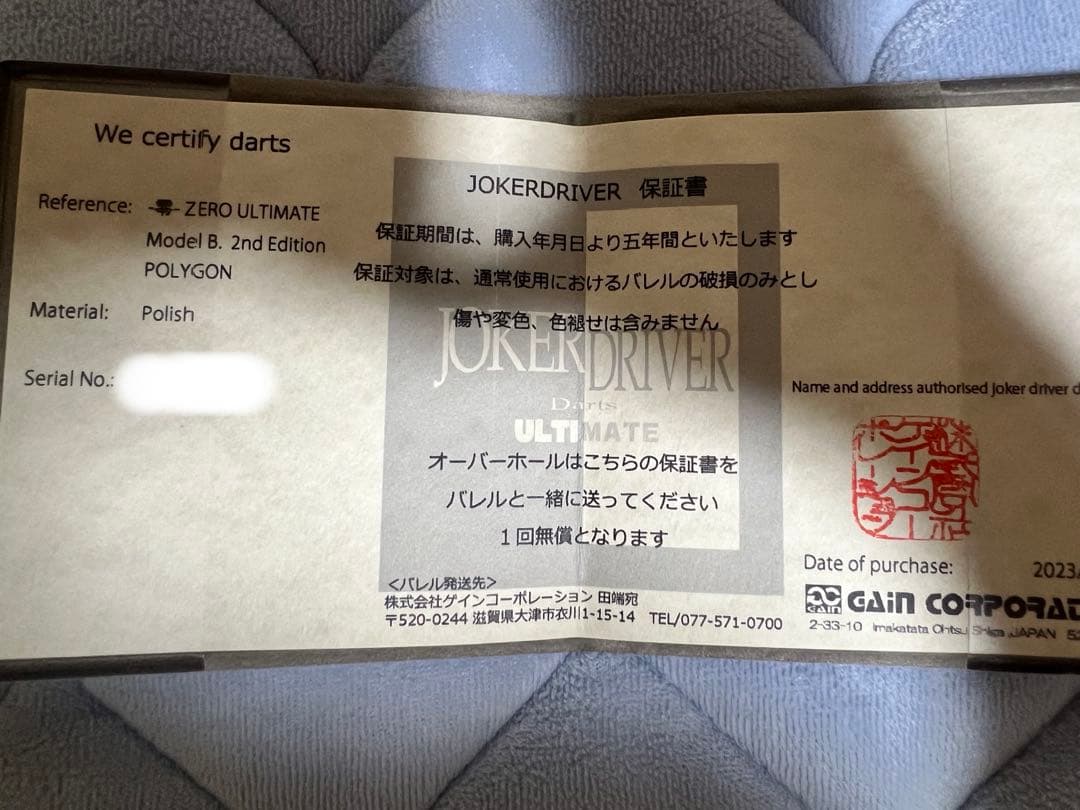 We certify darts
Reference: 零 ZERO ULTIMATE
Model B. 2nd Edition
POLYGON
Material: Polish
Serial No.:
JOKERDRIVER 保証書
保証期間は、購入年月日より五年間といたします
保証対象は、通常使用におけるバレルの破損のみとし
傷や変色、色褪せは含みません
JOKERDRIVER
Darts
ULTIMATE
オーバーホールはこちらの保証書を
バレルと一緒に送ってください
1回無償となります
<バレル発送先>
株式会社ゲインコーポレーション 田端宛
〒520-0244 滋賀県大津市衣川1-15-14 TEL/077-571-0700
Name and address authorised Joker driver d
Date of purchase: 2023
GAIN
GAIN CORPORAT
2-33-10 Imakatata Ohtsu Shiga JAPAN 52